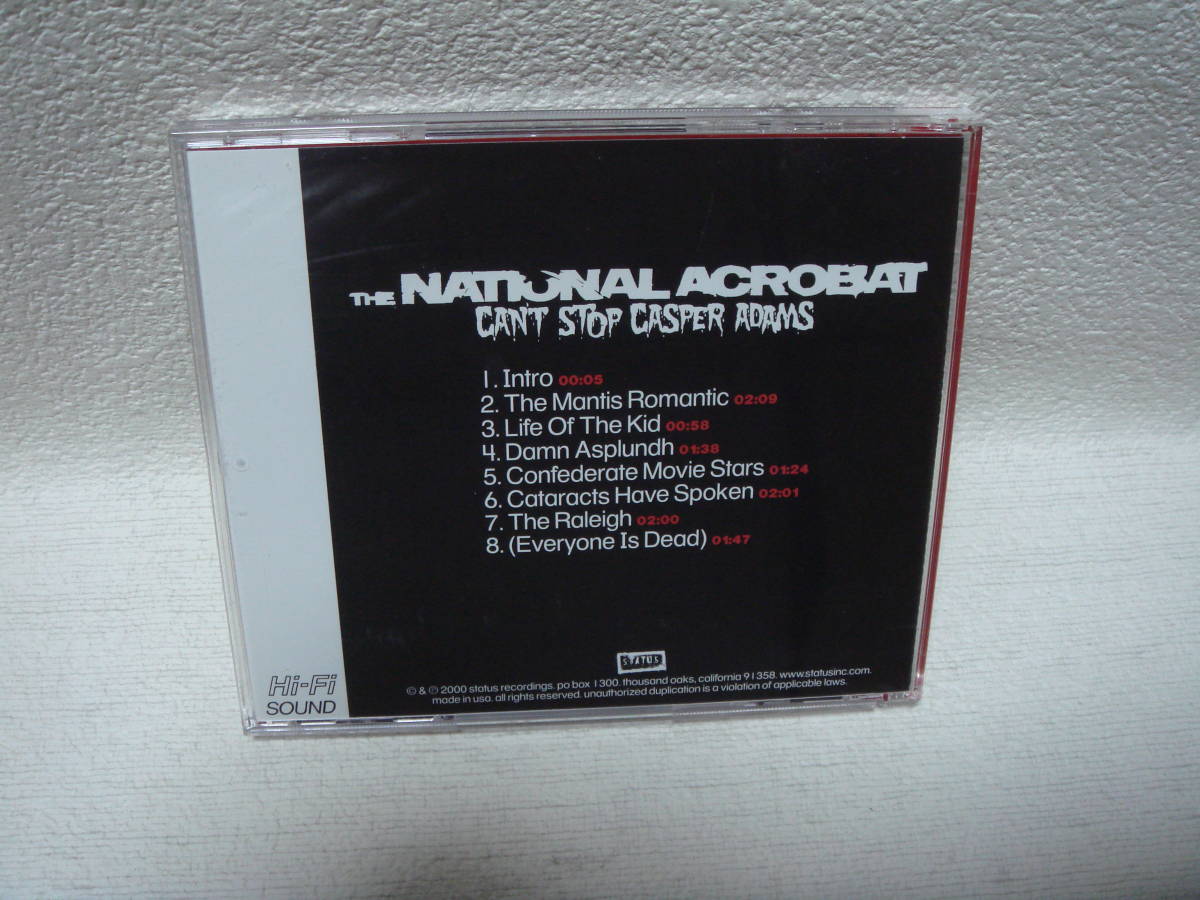 THE NATIONAL ACROBAT
CAN'T STOP CASPER ADAMS
1. Intro 00:05
2. The Mantis Romantic 02:09
3. Life Of The Kid 00:58
4. Damn Asplundh 01:38
5. Confederate Movie Stars 01:24
6. Cataracts Have Spoken 02:01
7. The Raleigh 02:00
8. (Everyone Is Dead) 01:47
STATUS
© & ℗ 2000 status recordings. po box 1300. thousand oaks, california 91358. www.statusinc.com.
made in usa. all rights reserved. unauthorized duplication is a violation of applicable laws.
Hi-Fi
SOUND